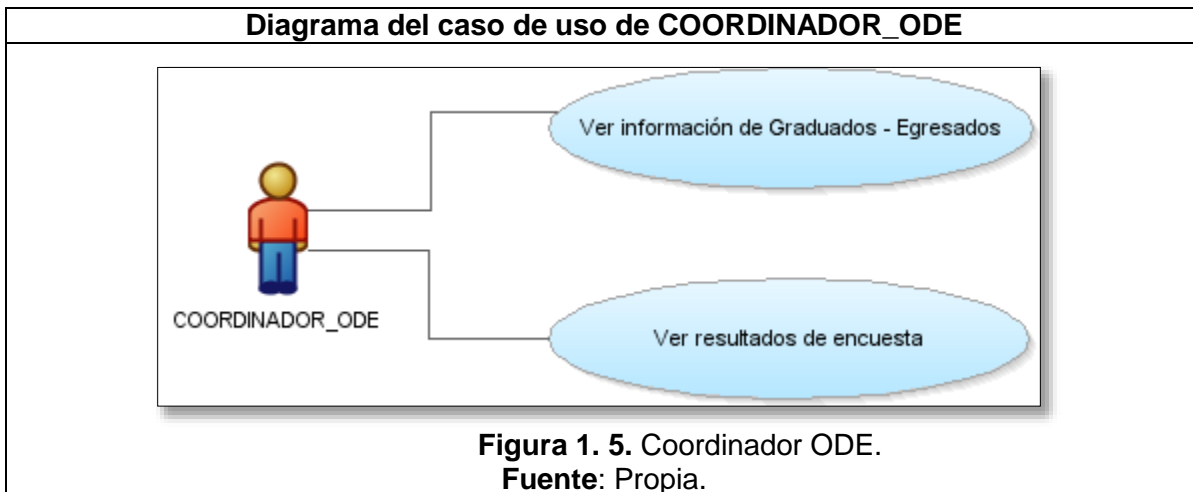 Diagrama del caso de uso de COORDINADOR_ODE
Ver información de Graduados - Egresados
COORDINADOR_ODE
Ver resultados de encuesta
Figura 1. 5. Coordinador ODE.
Fuente: Propia.